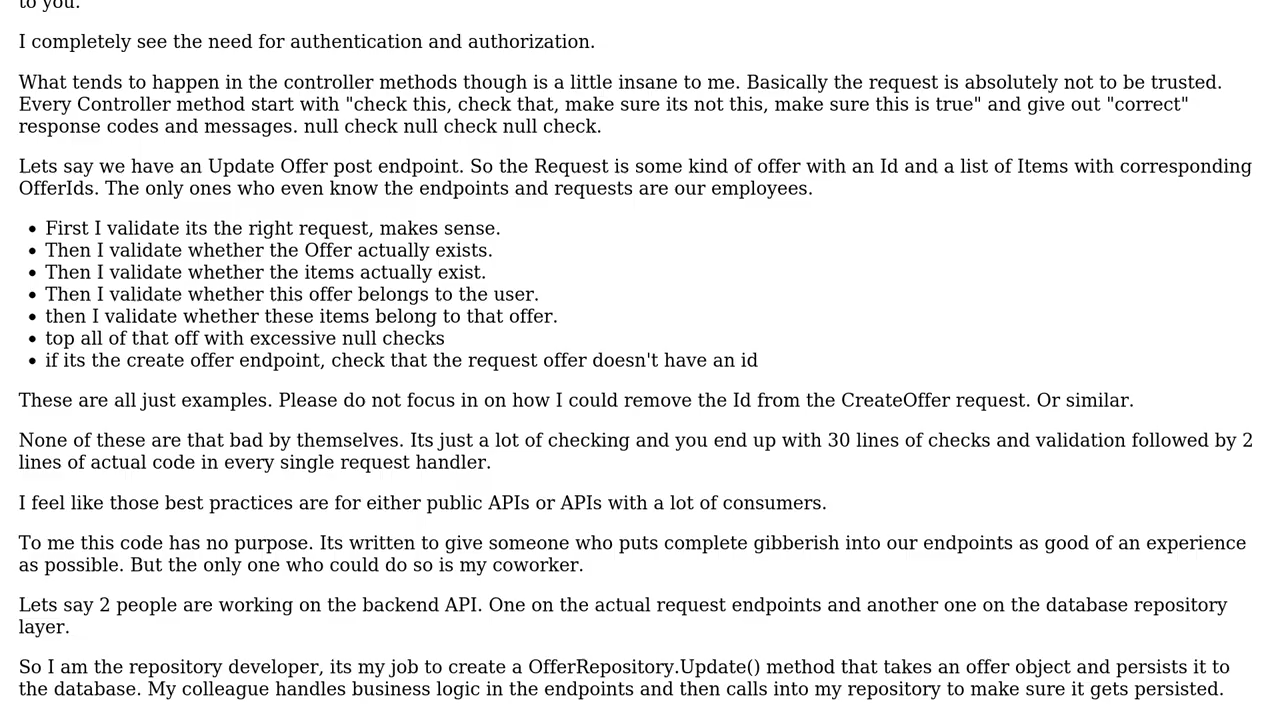 to you.
I completely see the need for authentication and authorization.
What tends to happen in the controller methods though is a little insane to me. Basically the request is absolutely not to be trusted.
Every Controller method start with "check this, check that, make sure its not this, make sure this is true" and give out "correct"
response codes and messages. null check null check null check.
Lets say we have an Update Offer post endpoint. So the Request is some kind of offer with an Id and a list of Items with corresponding
OfferIds. The only ones who even know the endpoints and requests are our employees.
• First I validate its the right request, makes sense.
• Then I validate whether the Offer actually exists.
• Then I validate whether the items actually exist.
• Then I validate whether this offer belongs to the user.
• then I validate whether these items belong to that offer.
• top all of that off with excessive null checks
• if its the create offer endpoint, check that the request offer doesn't have an id
These are all just examples. Please do not focus in on how I could remove the Id from the CreateOffer request. Or similar.
None of these are that bad by themselves. Its just a lot of checking and you end up with 30 lines of checks and validation followed by 2
lines of actual code in every single request handler.
I feel like those best practices are for either public APIs or APIs with a lot of consumers.
To me this code has no purpose. Its written to give someone who puts complete gibberish into our endpoints as good of an experience
as possible. But the only one who could do so is my coworker.
Lets say 2 people are working on the backend API. One on the actual request endpoints and another one on the database repository
layer.
So I am the repository developer, its my job to create a OfferRepository.Update() method that takes an offer object and persists it to
the database. My colleague handles business logic in the endpoints and then calls into my repository to make sure it gets persisted.